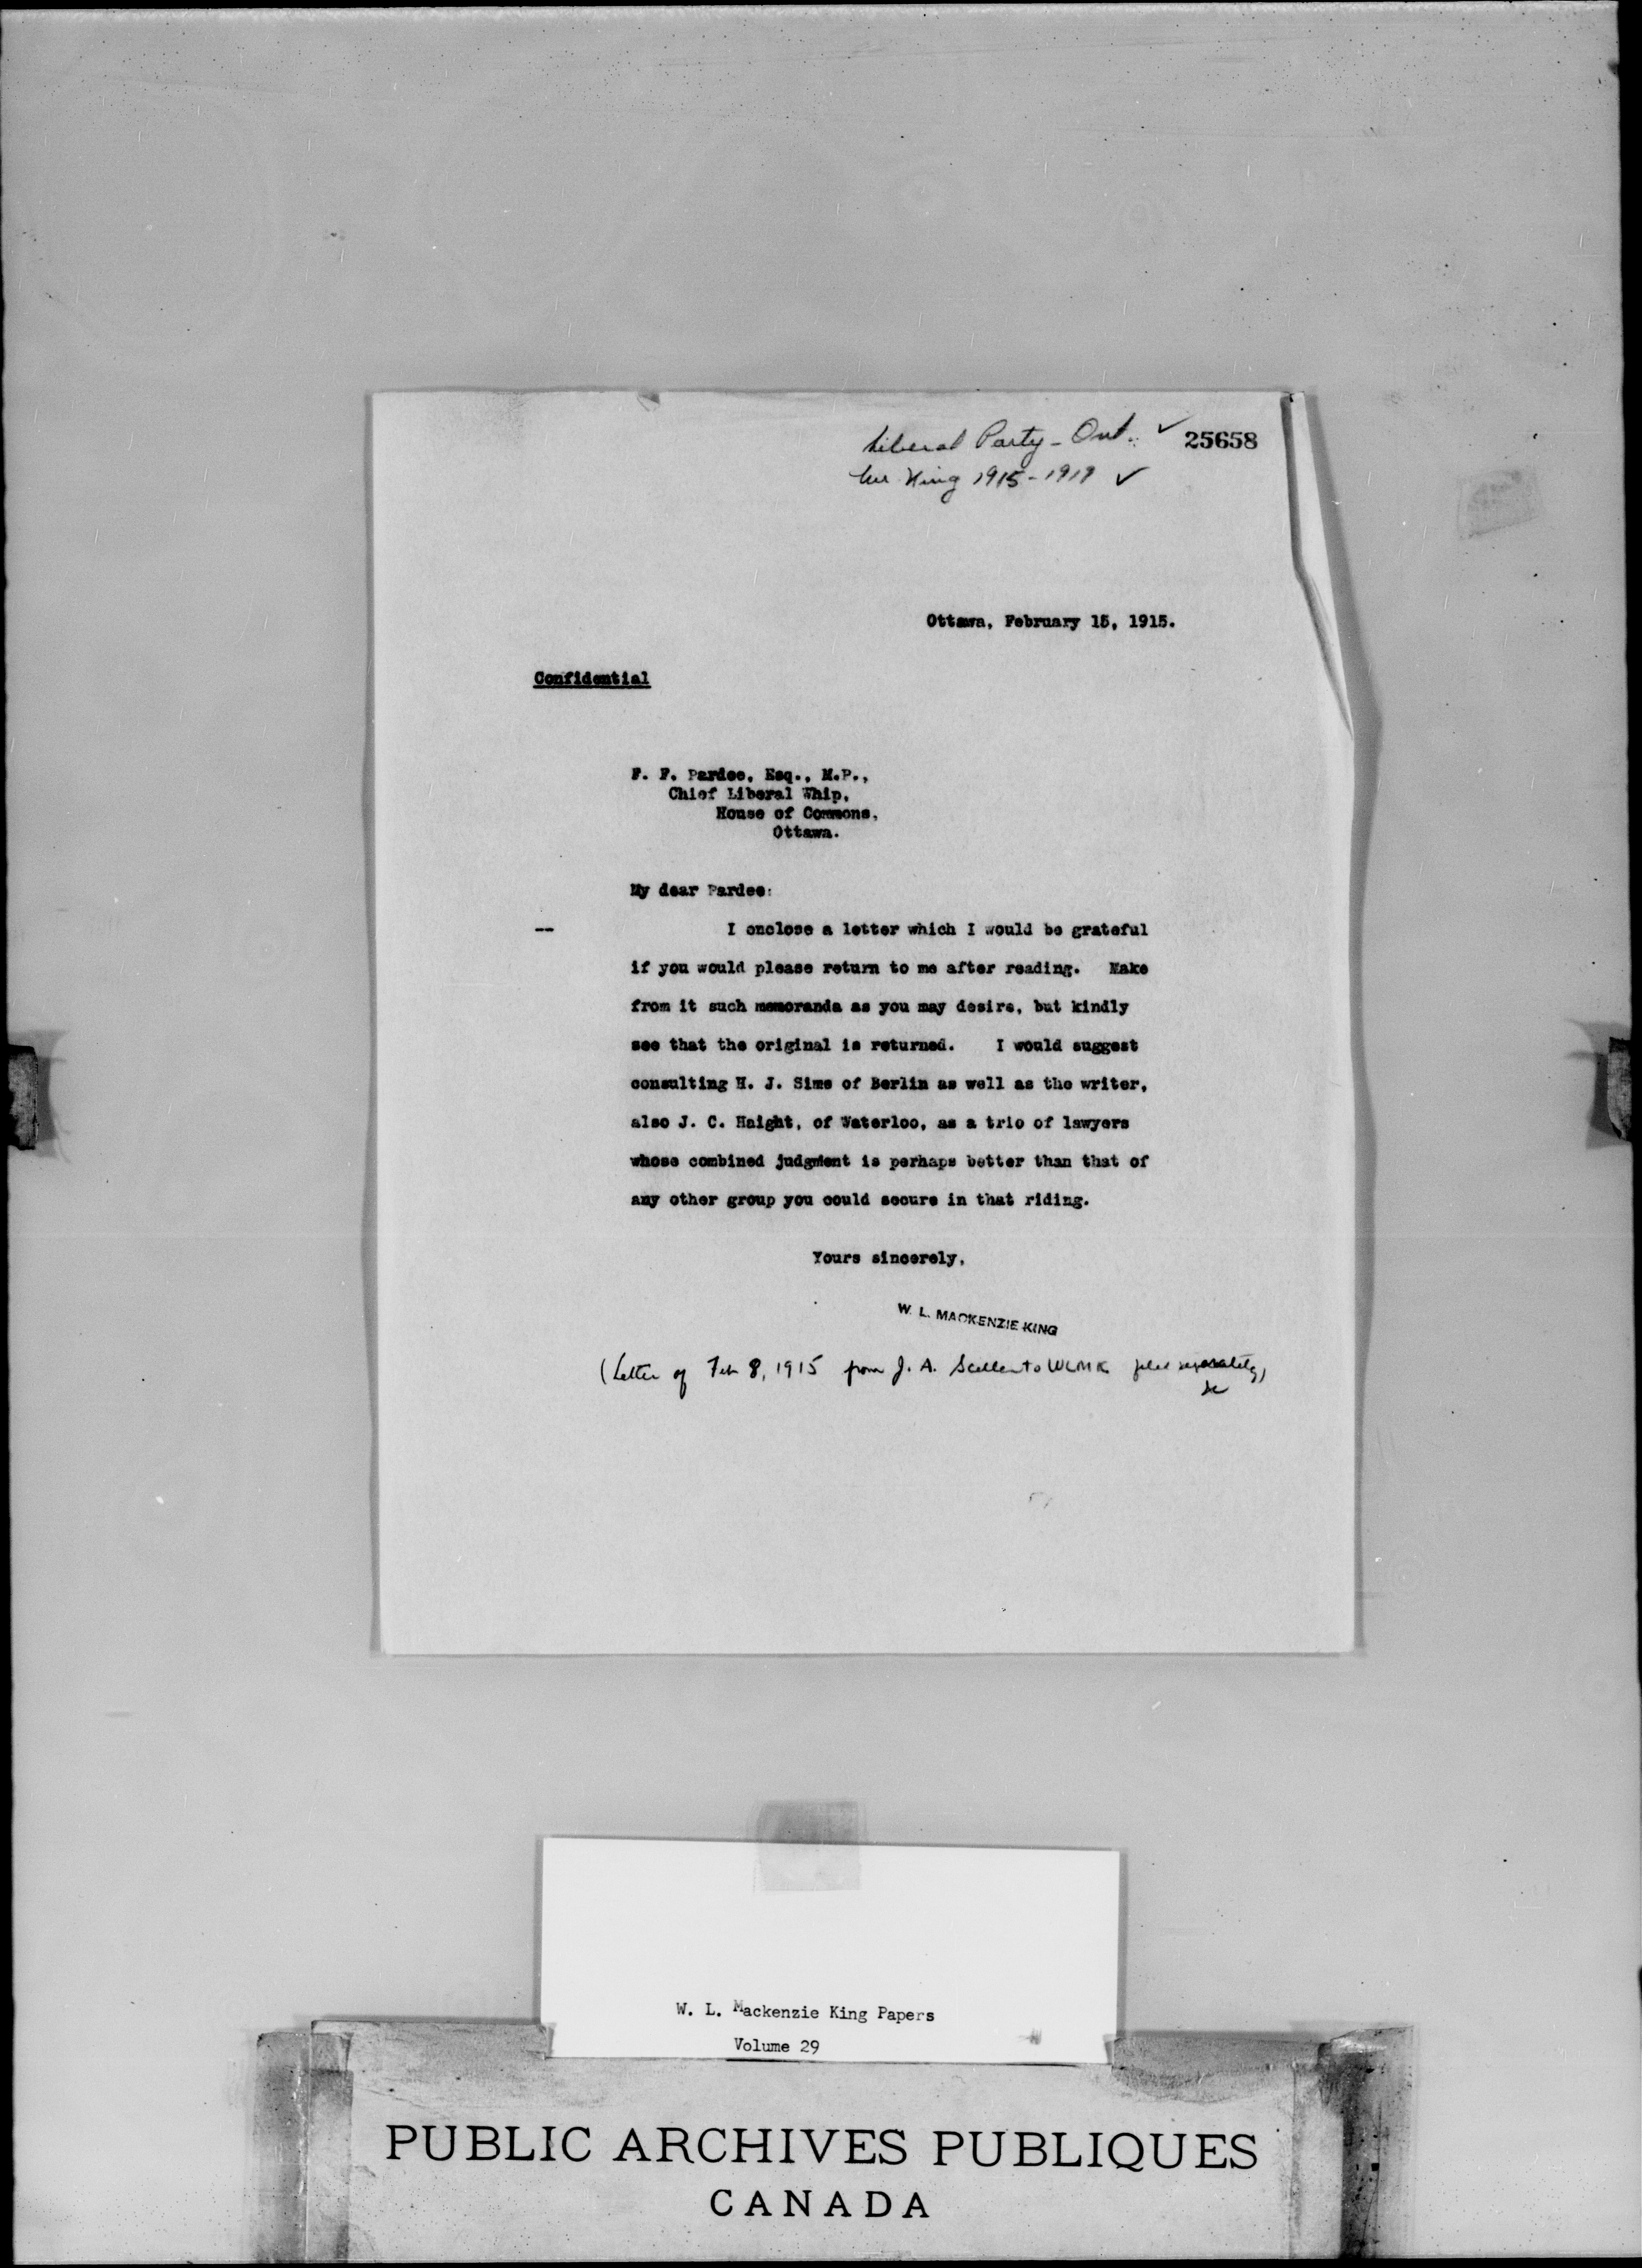 Liberal Party - Ont. ✓ 25658
Mr King 1915-1919 ✓
Ottawa, February 15, 1915.
Confidential
F. F. Pardee, Esq., M.P.,
Chief Liberal Whip,
House of Commons,
Ottawa.
My dear Pardee:
-- I enclose a letter which I would be grateful
if you would please return to me after reading. Make
from it such memoranda as you may desire, but kindly
see that the original is returned. I would suggest
consulting H. J. Sims of Berlin as well as the writer,
also J. C. Haight, of Waterloo, as a trio of lawyers
whose combined judgment is perhaps better than that of
any other group you could secure in that riding.
Yours sincerely,
W. L. MACKENZIE KING
(Letter of Feb 8, 1915 from J. A. Scellen to WLMK filed separately)
W. L. Mackenzie King Papers
Volume 29
PUBLIC ARCHIVES PUBLIQUES
CANADA